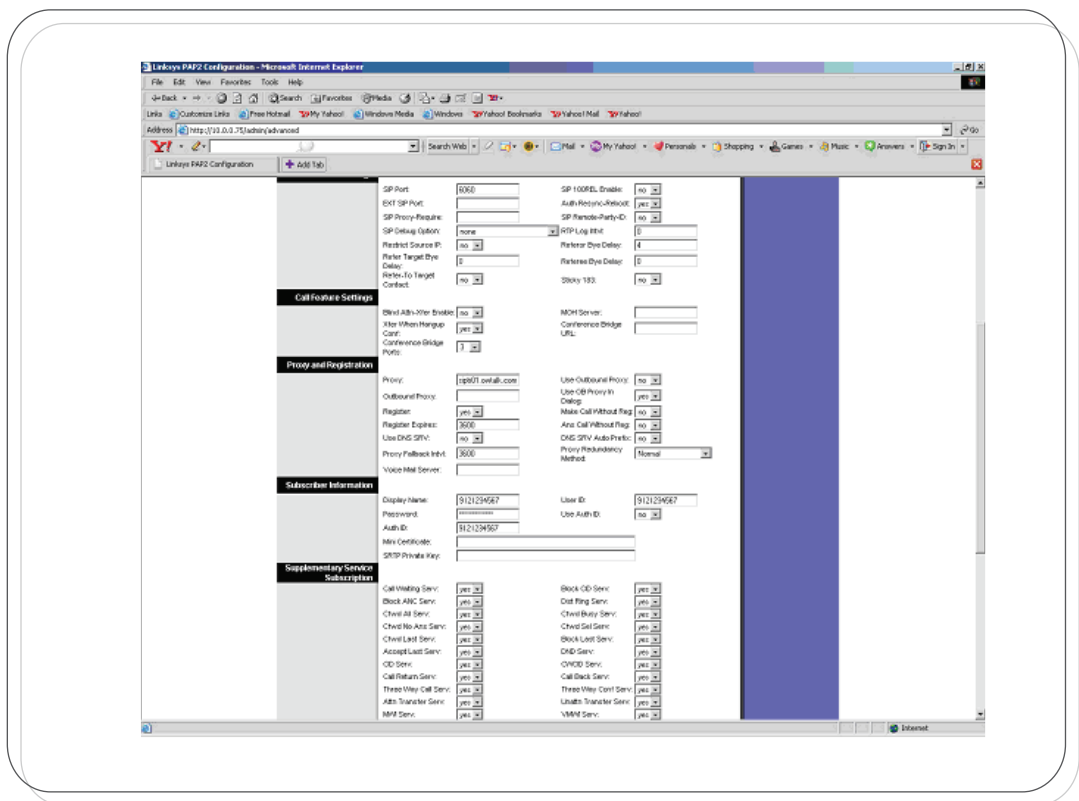 Linksys PAP2 Configuration - Microsoft Internet Explorer
File Edit View Favorites Tools Help
Back Search Favorites Media
Links Customize Links Free Hotmail My Yahoo! Windows Media Windows Yahoo! Bookmarks Yahoo! Mail Yahoo!
Address http://10.0.0.75/admin/advanced Go
Y! Search Web Mail My Yahoo! Personals Shopping Games Music Answers Sign In
Linksys PAP2 Configuration Add Tab
SIP Port: 6060 SIP 100REL Enable: no
EXT SIP Port: Auth Resync-Reboot: yes
SIP Proxy-Require: SIP Remote-Party-ID: no
SIP Debug Option: none RTP Log Intvl: 0
Restrict Source IP: no Referor Bye Delay: 4
Refer Target Bye Delay: 0 Referee Bye Delay: 0
Refer-To Target Contact: no Sticky 183: no
Call Feature Settings
Blind Attn-Xfer Enable: no MOH Server:
Xfer When Hangup Conf: yes Conference Bridge URL:
Conference Bridge Ports: 3
Proxy and Registration
Proxy: Use Outbound Proxy: no
Outbound Proxy: Use OB Proxy In Dialog: yes
Register: yes Make Call Without Reg: no
Register Expires: 3600 Ans Call Without Reg: no
Use DNS SRV: no DNS SRV Auto Prefix: no
Proxy Fallback Intvl: 3600 Proxy Redundancy Method: Normal
Voice Mail Server:
Subscriber Information
Display Name: 9121234567 User ID: 9121234567
Password: ************ Use Auth ID: no
Auth ID: 9121234567
Mini Certificate:
SRTP Private Key:
Supplementary Service Subscription
Call Waiting Serv: yes Block CID Serv: yes
Block ANC Serv: yes Dist Ring Serv: yes
Cfwd All Serv: yes Cfwd Busy Serv: yes
Cfwd No Ans Serv: yes Cfwd Sel Serv: yes
Cfwd Last Serv: yes Block Last Serv: yes
Accept Last Serv: yes DND Serv: yes
CID Serv: yes CWCID Serv: yes
Call Return Serv: yes Call Back Serv: yes
Three Way Call Serv: yes Three Way Conf Serv: yes
Attn Transfer Serv: yes Unattn Transfer Serv: yes
MWI Serv: yes VMWI Serv: yes
Internet